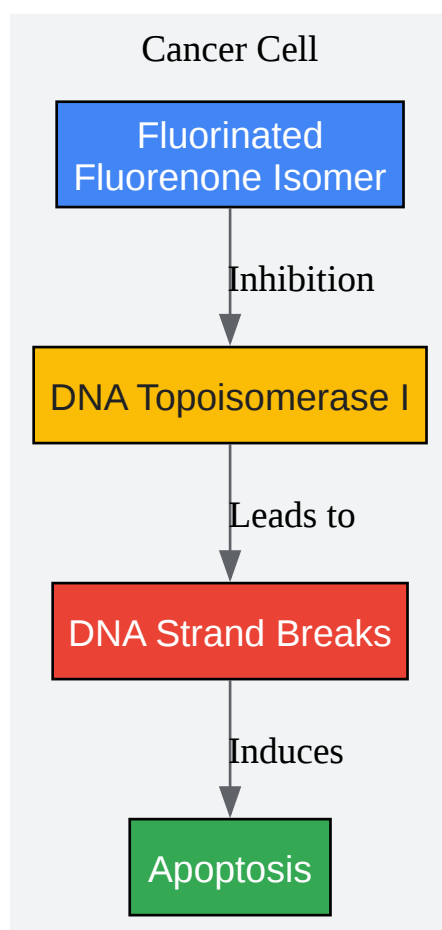 Cancer Cell
Fluorinated
Fluorenone Isomer
Inhibition
DNA Topoisomerase I
Leads to
DNA Strand Breaks
Induces
Apoptosis